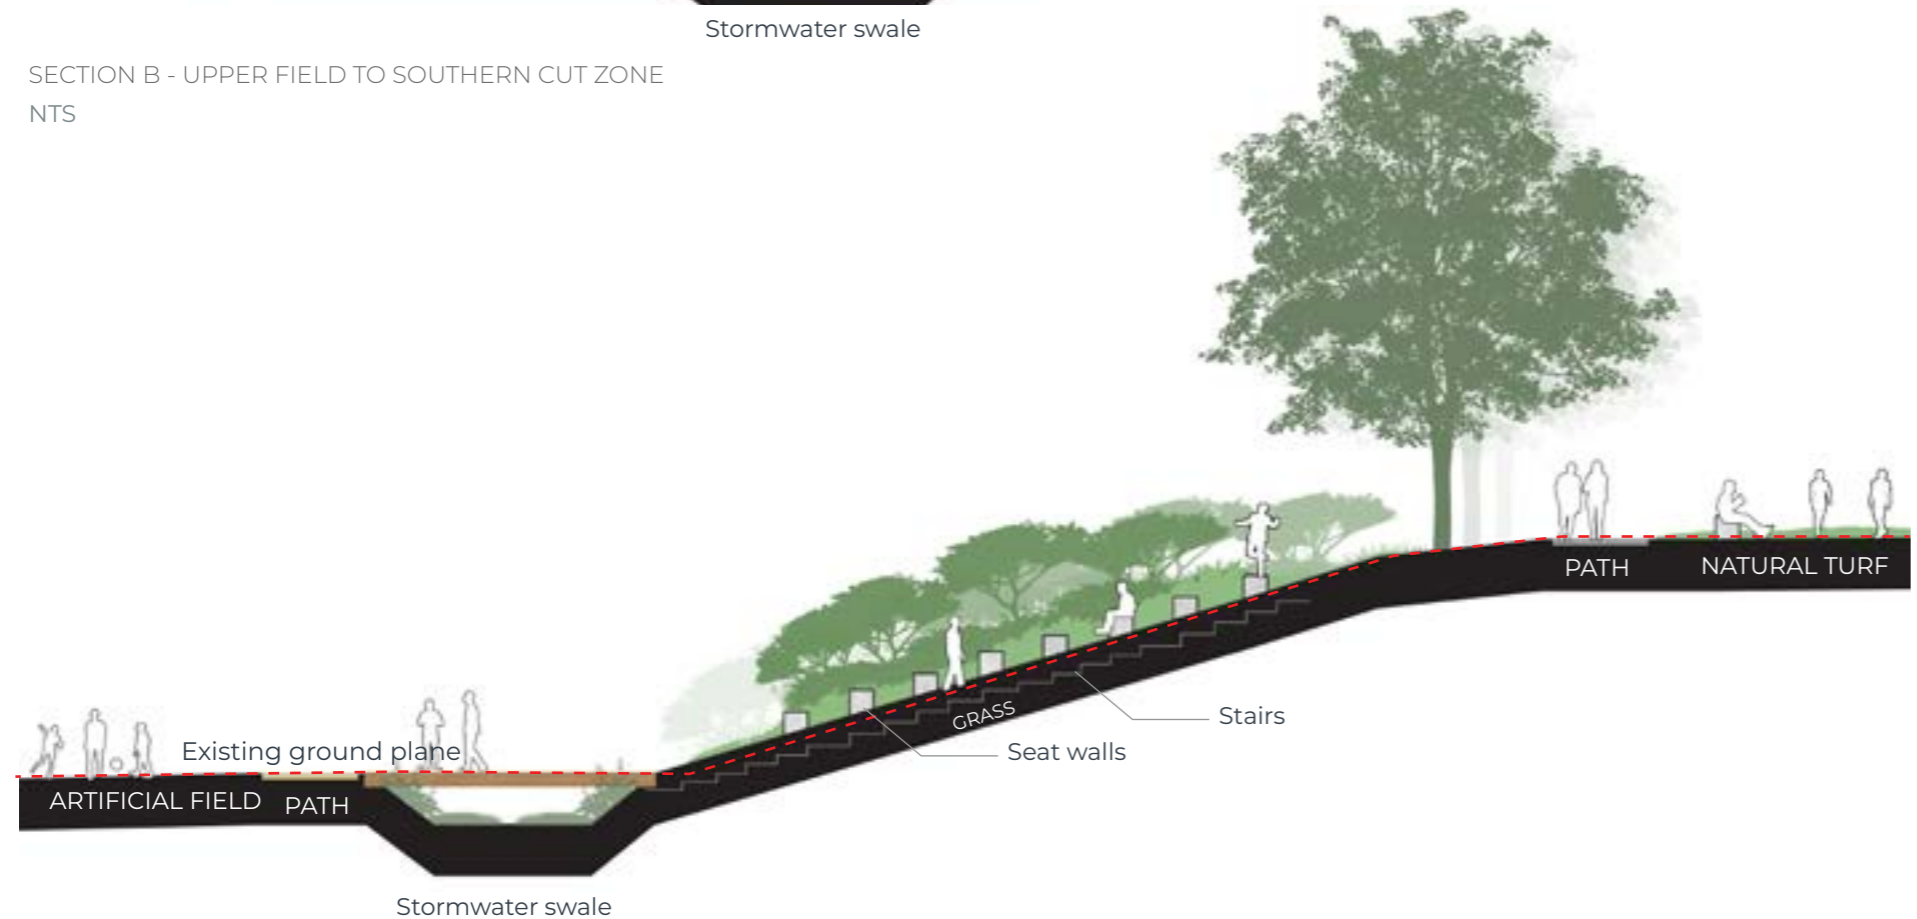 Stormwater swale
SECTION B - UPPER FIELD TO SOUTHERN CUT ZONE
NTS
PATH
NATURAL TURF
GRASS
Stairs
Seat walls
Existing ground plane
ARTIFICIAL FIELD
PATH
Stormwater swale